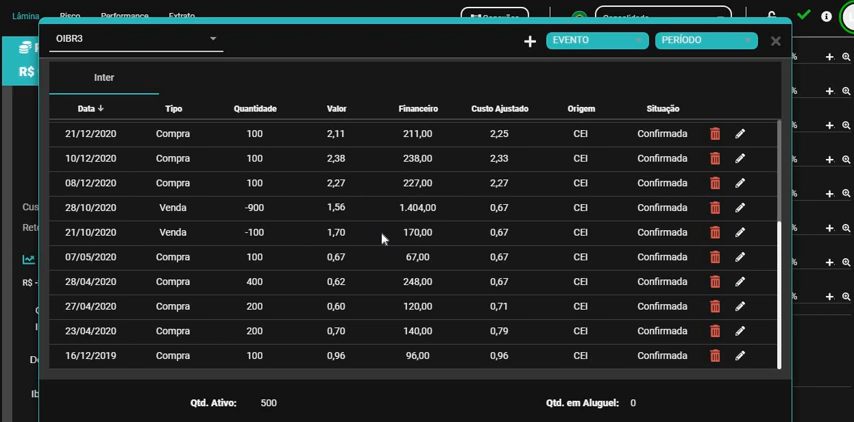 Lâmina Risco Performance Extrato
OIBR3
EVENTO PERÍODO
R$
Inter
Data Tipo Quantidade Valor Financeiro Custo Ajustado Origem Situação
21/12/2020 Compra 100 2,11 211,00 2,25 CEI Confirmada
10/12/2020 Compra 100 2,38 238,00 2,33 CEI Confirmada
08/12/2020 Compra 100 2,27 227,00 2,27 CEI Confirmada
28/10/2020 Venda -900 1,56 1.404,00 0,67 CEI Confirmada
21/10/2020 Venda -100 1,70 170,00 0,67 CEI Confirmada
07/05/2020 Compra 100 0,67 67,00 0,67 CEI Confirmada
28/04/2020 Compra 400 0,62 248,00 0,67 CEI Confirmada
27/04/2020 Compra 200 0,60 120,00 0,71 CEI Confirmada
23/04/2020 Compra 200 0,70 140,00 0,79 CEI Confirmada
16/12/2019 Compra 100 0,96 96,00 0,96 CEI Confirmada
Qtd. Ativo: 500 Qtd. em Aluguel: 0